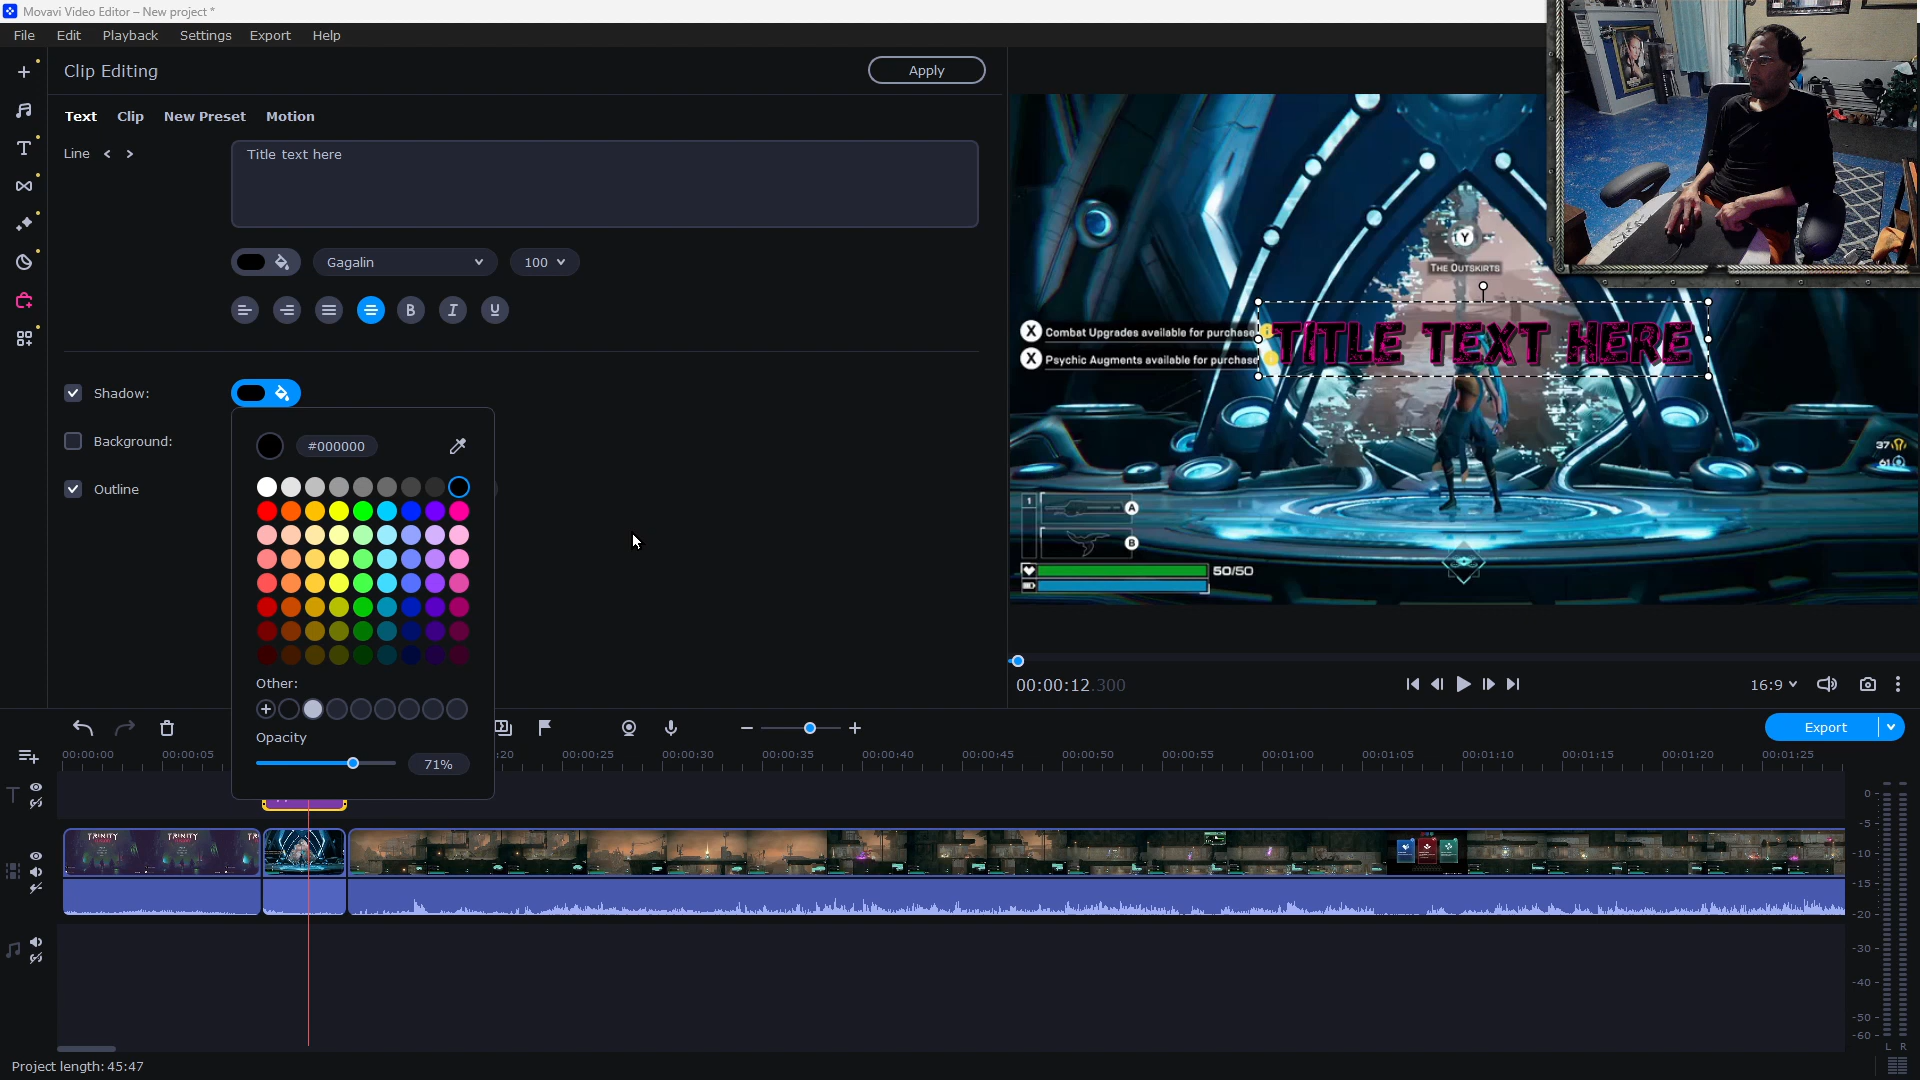 Movavi Video Editor – New project *
File Edit Playback Settings Export Help
Clip Editing
Apply
Text Clip New Preset Motion
Line < >
Title text here
Gagalin
100
B I U
Shadow:
Background:
Outline
#000000
Other:
Opacity
71%
Y
THE OUTSKIRTS
X Combat Upgrades available for purchase
X Psychic Augments available for purchase
TITLE TEXT HERE
37
61
1
A
B
50/50
00:00:12.300
16:9
Export
00:00:00 00:00:05 :20 00:00:25 00:00:30 00:00:35 00:00:40 00:00:45 00:00:50 00:00:55 00:01:00 00:01:05 00:01:10 00:01:15 00:01:20 00:01:25
TRINITY TRINITY TR
0
-5
-10
-15
-20
-30
-40
-50
-60
L R
Project length: 45:47